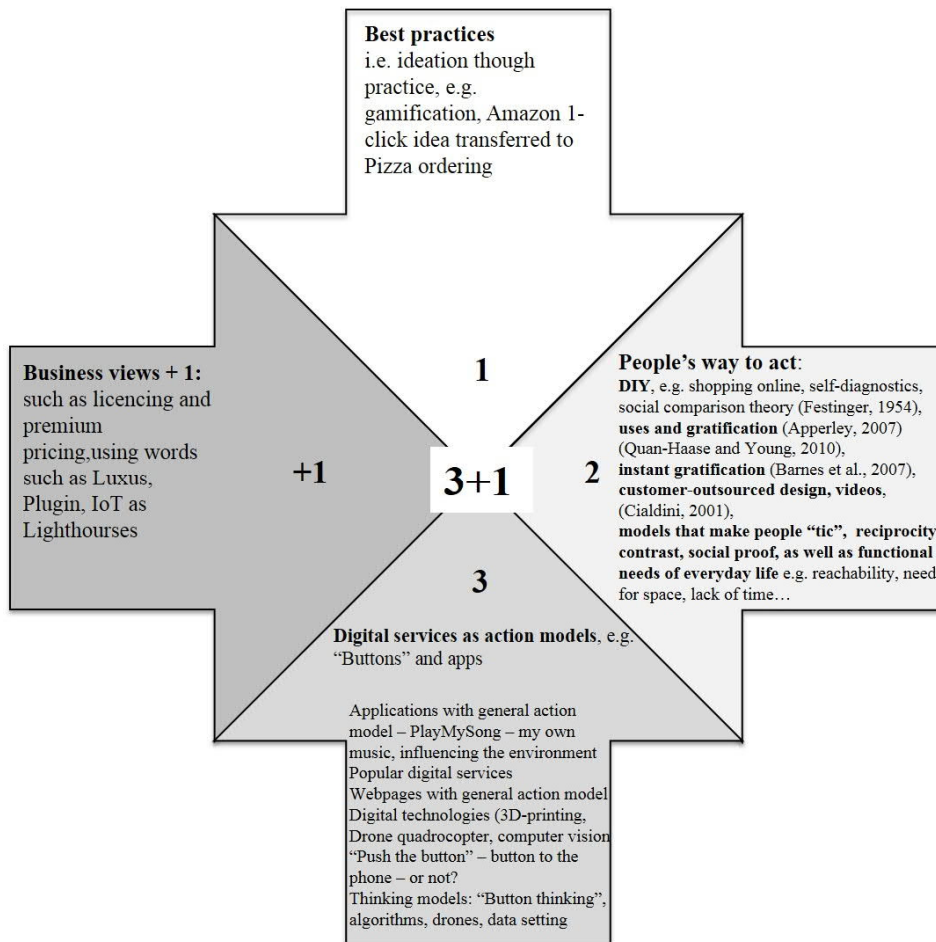 Best practices
i.e. ideation though
practice, e.g.
gamification, Amazon 1-
click idea transferred to
Pizza ordering
1
Business views + 1:
such as licencing and
premium
pricing,using words
such as Luxus,
Plugin, IoT as
Lighthourses
+1
3+1
2
People’s way to act:
DIY, e.g. shopping online, self-diagnostics,
social comparison theory (Festinger, 1954),
uses and gratification (Apperley, 2007)
(Quan-Haase and Young, 2010),
instant gratification (Barnes et al., 2007),
customer-outsourced design, videos,
(Cialdini, 2001),
models that make people “tic”, reciprocity
contrast, social proof, as well as functional
needs of everyday life e.g. reachability, need
for space, lack of time…
3
Digital services as action models, e.g.
“Buttons” and apps
Applications with general action
model – PlayMySong – my own
music, influencing the environment
Popular digital services
Webpages with general action model
Digital technologies (3D-printing,
Drone quadrocopter, computer vision
“Push the button” – button to the
phone – or not?
Thinking models: “Button thinking”,
algorithms, drones, data setting